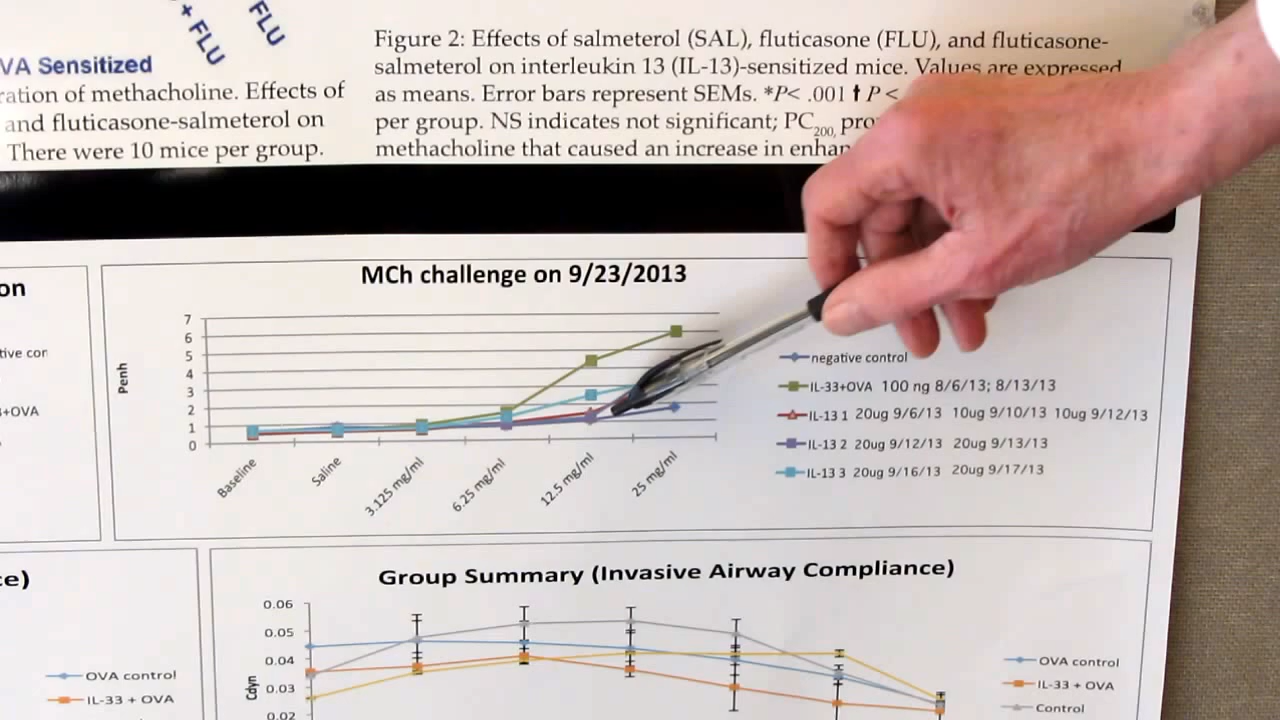 + FLU
FLU
VA Sensitized
ration of methacholine. Effects of
and fluticasone-salmeterol on
There were 10 mice per group.
Figure 2: Effects of salmeterol (SAL), fluticasone (FLU), and fluticasone-
salmeterol on interleukin 13 (IL-13)-sensitized mice. Values are expressed
as means. Error bars represent SEMs. *P< .001 † P <
per group. NS indicates not significant; PC200, pro
methacholine that caused an increase in enhan
on
tive cor
+OVA
MCh challenge on 9/23/2013
Penh
7
6
5
4
3
2
1
0
Baseline
Saline
3.125 mg/ml
6.25 mg/ml
12.5 mg/ml
25 mg/ml
negative control
IL-33+OVA 100 ng 8/6/13; 8/13/13
IL-13 1 20ug 9/6/13 10ug 9/10/13 10ug 9/12/13
IL-13 2 20ug 9/12/13 20ug 9/13/13
IL-13 3 20ug 9/16/13 20ug 9/17/13
ce)
OVA control
IL-33 + OVA
Group Summary (Invasive Airway Compliance)
Cdyn
0.06
0.05
0.04
0.03
0.02
OVA control
IL-33 + OVA
Control